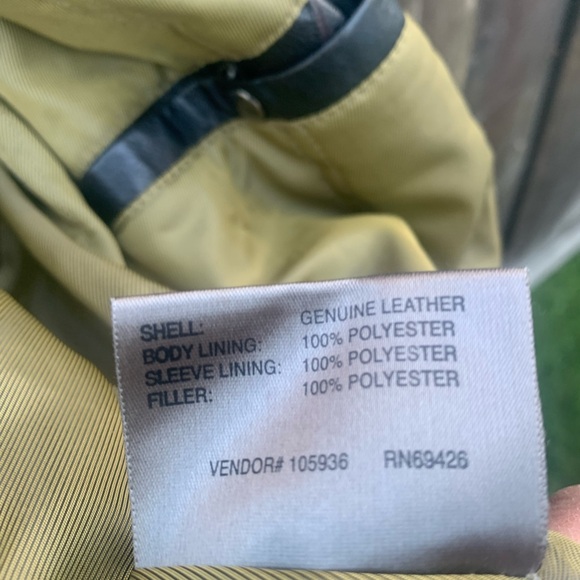 SHELL: GENUINE LEATHER
BODY LINING: 100% POLYESTER
SLEEVE LINING: 100% POLYESTER
FILLER: 100% POLYESTER
VENDOR# 105936 RN69426